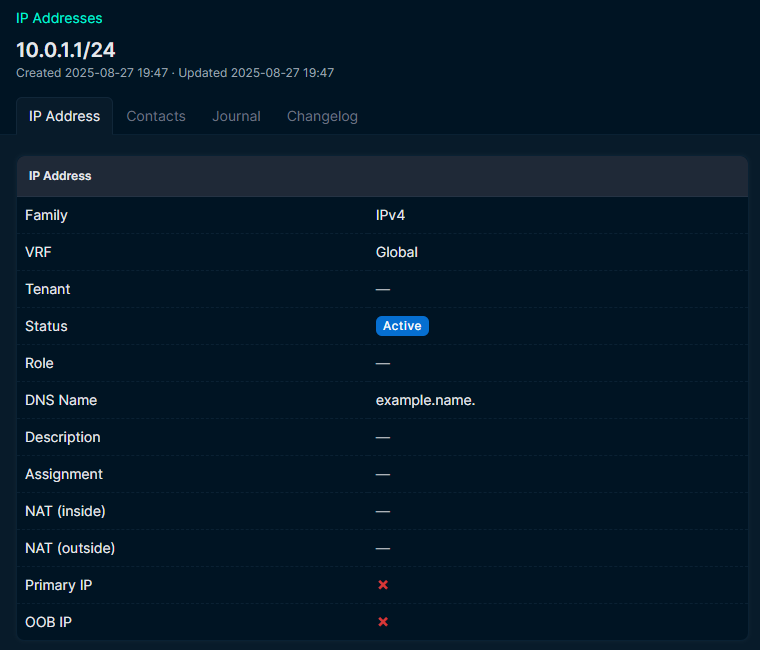 IP Addresses
10.0.1.1/24
Created 2025-08-27 19:47 · Updated 2025-08-27 19:47
IP Address Contacts Journal Changelog
IP Address
Family IPv4
VRF Global
Tenant —
Status Active
Role —
DNS Name example.name.
Description —
Assignment —
NAT (inside) —
NAT (outside) —
Primary IP
OOB IP